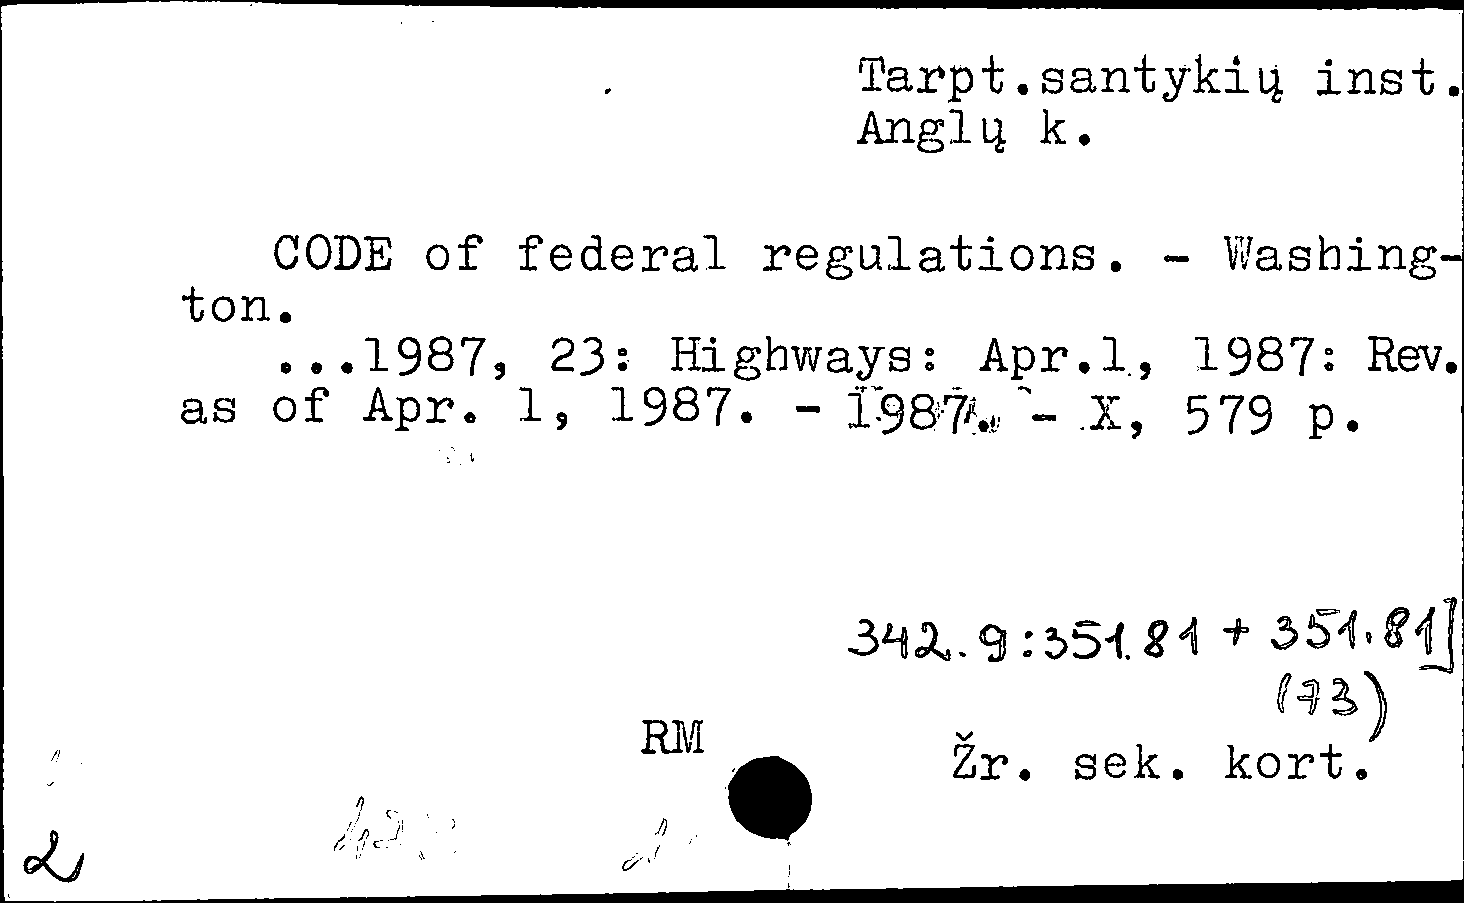 Tarpt.santykių inst.
Anglų k.
CODE of federal regulations. - Washing-
ton.
...1987, 23: Highways: Apr.1, 1987: Rev.
as of Apr. 1, 1987. - 1987. - X, 579 p.
342.9:351.81 + 351.81]
(73)
RM
Žr. sek. kort.
2